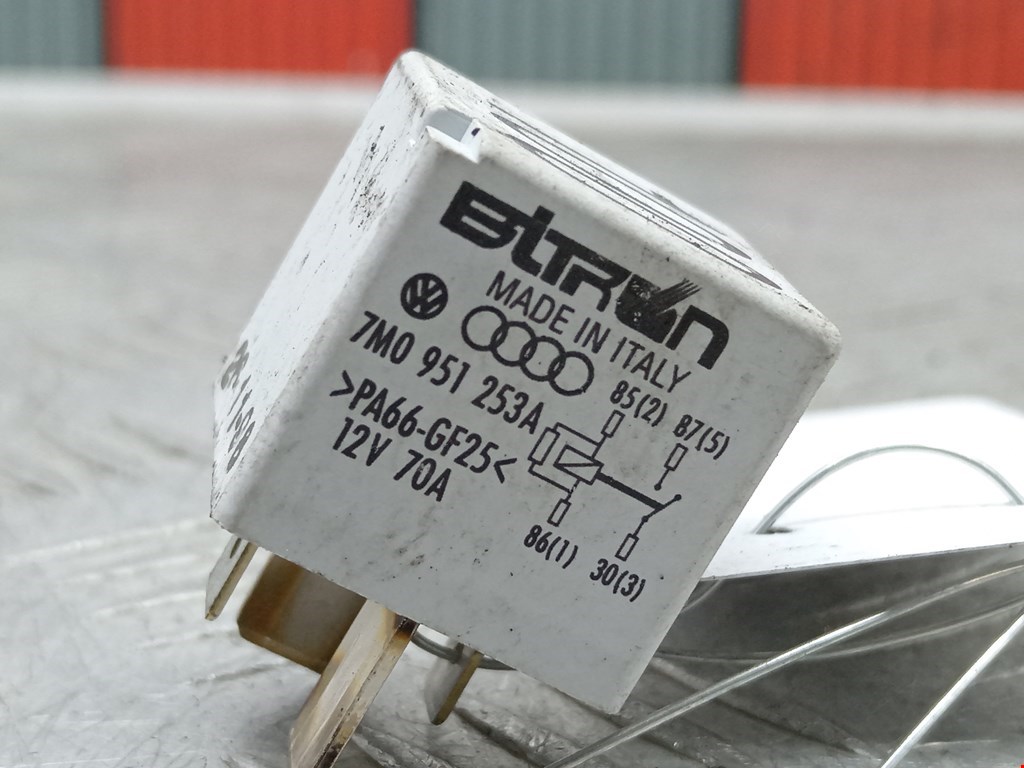 BITRON
MADE IN ITALY
7M0 951 253A
>PA66-GF25<
12V 70A
85(2) 87(5)
86(1) 30(3)